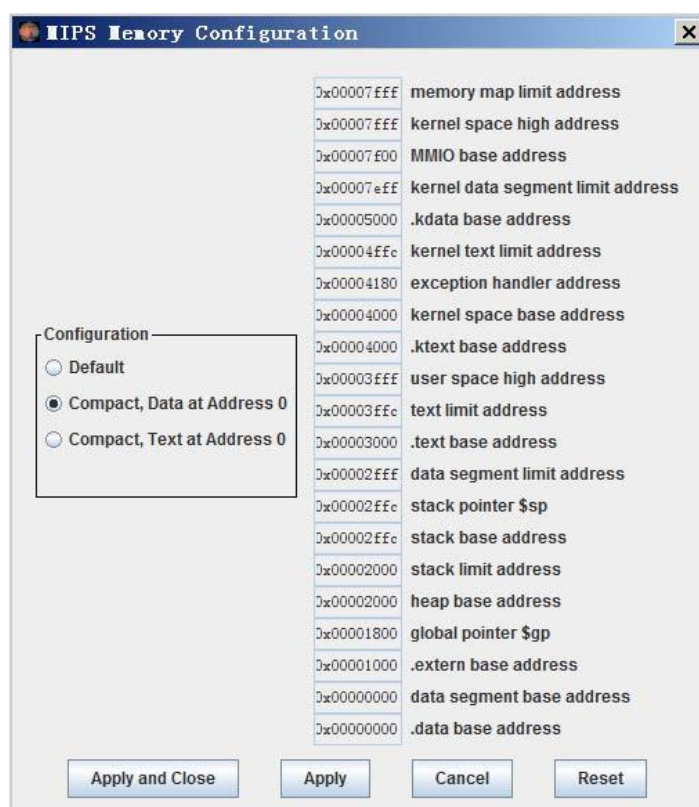 MIPS Memory Configuration
0x00007fff memory map limit address
0x00007fff kernel space high address
0x00007f00 MMIO base address
0x00007eff kernel data segment limit address
0x00005000 .kdata base address
0x00004ffc kernel text limit address
0x00004180 exception handler address
0x00004000 kernel space base address
0x00004000 .ktext base address
0x00003fff user space high address
0x00003ffc text limit address
0x00003000 .text base address
0x00002fff data segment limit address
0x00002ffc stack pointer $sp
0x00002ffc stack base address
0x00002000 stack limit address
0x00002000 heap base address
0x00001800 global pointer $gp
0x00001000 .extern base address
0x00000000 data segment base address
0x00000000 .data base address
Configuration
Default
Compact, Data at Address 0
Compact, Text at Address 0
Apply and Close Apply Cancel Reset